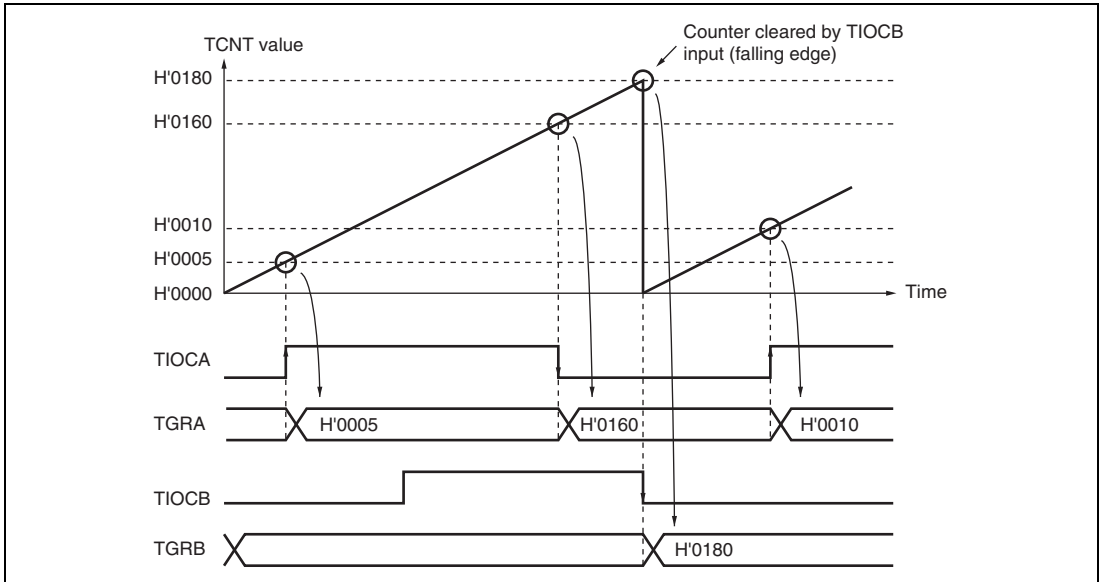 TCNT value
Counter cleared by TIOCB
input (falling edge)
H'0180
H'0160
H'0010
H'0005
H'0000
Time
TIOCA
TGRA
H'0005
H'0160
H'0010
TIOCB
TGRB
H'0180